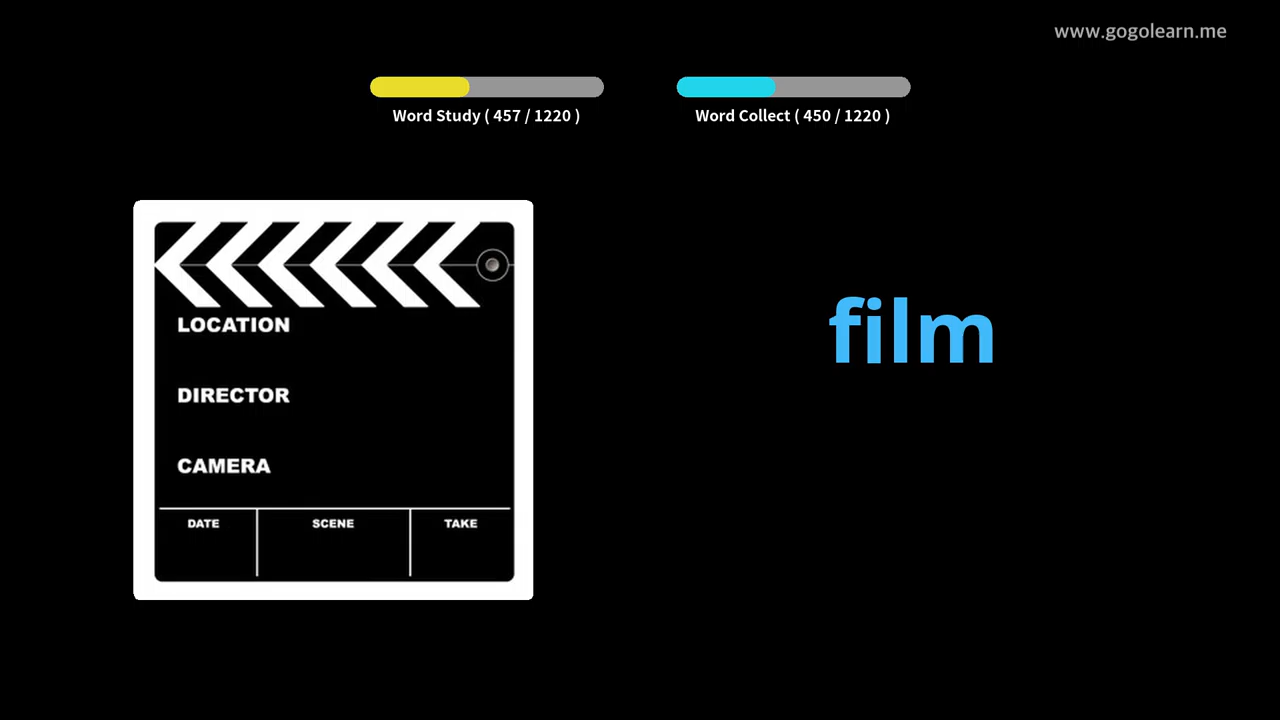 www.gogolearn.me
Word Study ( 457 / 1220 )
Word Collect ( 450 / 1220 )
LOCATION
DIRECTOR
CAMERA
DATE
SCENE
TAKE
film